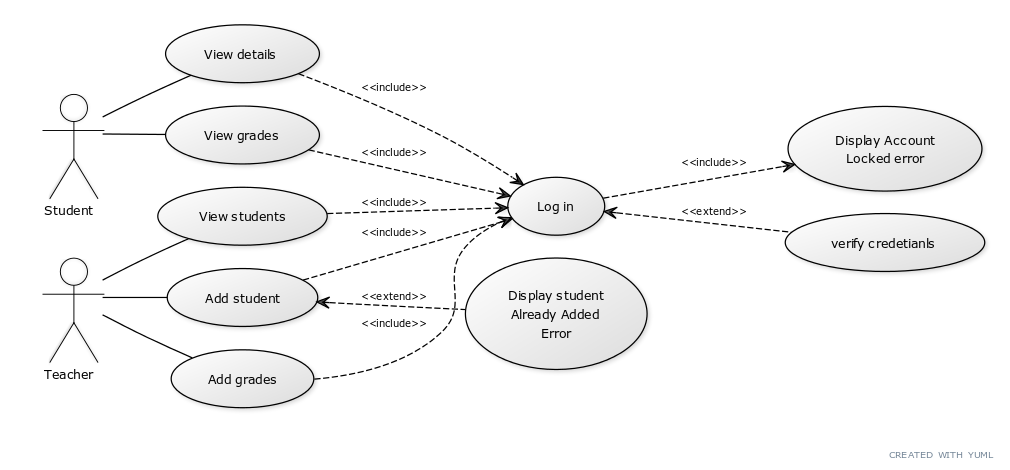 View details
<<include>>
View grades
<<include>>
Student
View students
<<include>>
Add student
<<include>>
<<extend>>
<<include>>
Teacher
Add grades
Log in
Display student
Already Added
Error
<<include>>
Display Account
Locked error
<<extend>>
verify credetianls
CREATED WITH YUML